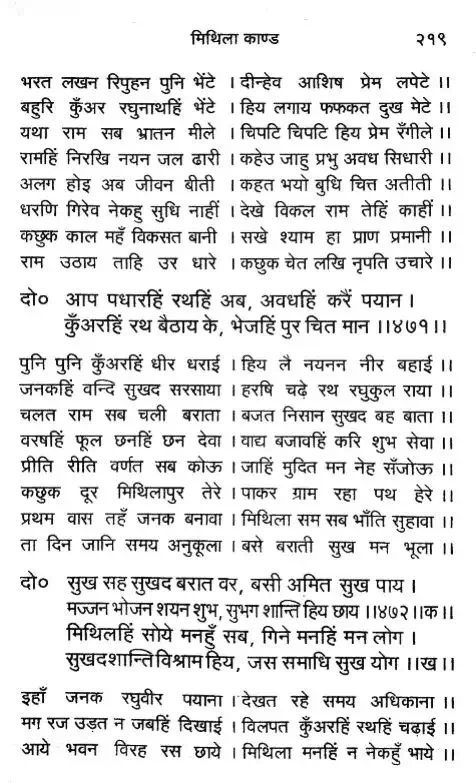 मिथिला काण्ड २१९
भरत लखन रिपुहन पुनि भेंटे । दीन्हेव आशिष प्रेम लपेटे ।।
बहुरि कुँअर रघुनाथहिं भेंटे । हिय लगाय फफकत दुख मेटे ।।
यथा राम सब भ्रातन मीले । चिपटि चिपटि हिय प्रेम रँगीले ।।
रामहिं निरखि नयन जल ढारी । कहेउ जाहु प्रभु अवध सिधारी ।।
अलग होइ अब जीवन बीती । कहत भयो बुधि चित्त अतीती ।।
धरणि गिरेव नेकहु सुधि नाहीं । देखे विकल राम तेहिं काहीं ।।
कछुक काल महँ विकसत बानी । सखे श्याम हा प्राण प्रमानी ।।
राम उठाय ताहि उर धारे । कछुक चेत लखि नृपति उचारे ।।
दो० आप पधारहिं रथहिं अब, अवधहिं करैं पयान ।
कुँअरहिं रथ बैठाय के, भेजहिं पुर चित मान ।।४७१।।
पुनि पुनि कुँअरहिं धीर धराई । हिय लै नयनन नीर बहाई ।।
जनकहिं वन्दि सुखद सरसाया । हरषि चढ़े रथ रघुकुल राया ।।
चलत राम सब चली बराता । बजत निसान सुखद बह बाता ।।
वरषहिं फूल छनहिं छन देवा । वाद्य बजावहिं करि शुभ सेवा ।।
प्रीति रीति वर्णत सब कोऊ । जाहिं मुदित मन नेह सँजोऊ ।।
कछुक दूर मिथिलापुर तेरे । पाकर ग्राम रहा पथ हेरे ।।
प्रथम वास तहँ जनक बनावा । मिथिला सम सब भाँति सुहावा ।।
ता दिन जानि समय अनुकूला । बसे बराती सुख मन भूला ।।
दो० सुख सह सुखद बरात वर, बसी अमित सुख पाय ।
मज्जन भोजन शयन शुभ, सुभग शान्ति हिय छाय ।।४७२।।क।।
मिथिलहिं सोये मनहुँ सब, गिने मनहिं मन लोग ।
सुखदशान्ति विश्राम हिय, जस समाधि सुख योग ।।ख।।
इहाँ जनक रघुवीर पयाना । देखत रहे समय अधिकाना ।।
मग रज उड़त न जबहिं दिखाई । विलपत कुँअरहिं रथहिं चढ़ाई ।।
आये भवन विरह रस छाये । मिथिला मनहिं न नेकहुँ भाये ।।